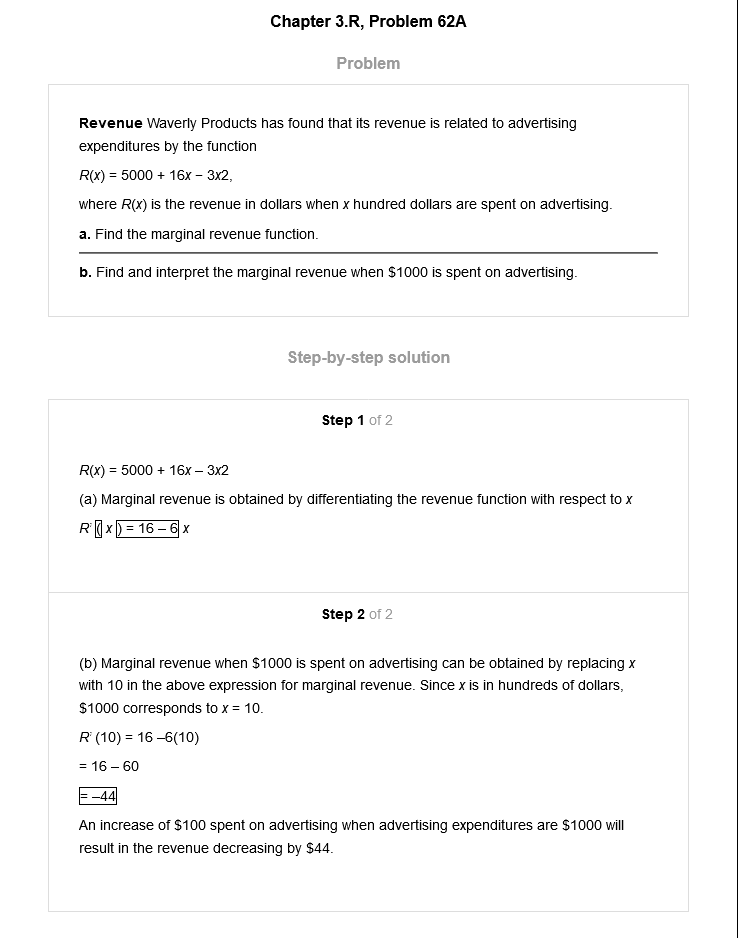 Chapter 3.R, Problem 62A
Problem
Revenue Waverly Products has found that its revenue is related to advertising
expenditures by the function
R(x) = 5000 + 16x − 3x2,
where R(x) is the revenue in dollars when x hundred dollars are spent on advertising.
a. Find the marginal revenue function.
b. Find and interpret the marginal revenue when $1000 is spent on advertising.
Step-by-step solution
Step 1 of 2
R(x) = 5000 + 16x – 3x2
(a) Marginal revenue is obtained by differentiating the revenue function with respect to x
R' ( x ) = 16 – 6 x
Step 2 of 2
(b) Marginal revenue when $1000 is spent on advertising can be obtained by replacing x
with 10 in the above expression for marginal revenue. Since x is in hundreds of dollars,
$1000 corresponds to x = 10.
R' (10) = 16 –6(10)
= 16 – 60
= –44
An increase of $100 spent on advertising when advertising expenditures are $1000 will
result in the revenue decreasing by $44.